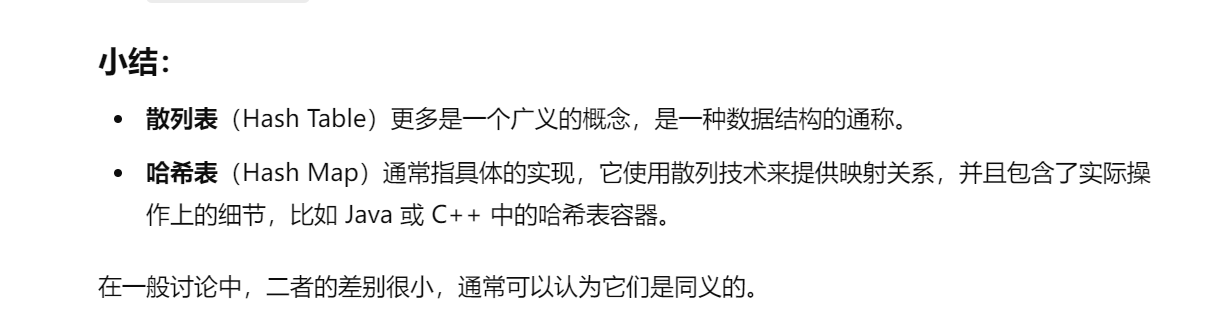 小结：
• 散列表（Hash Table）更多是一个广义的概念，是一种数据结构的通称。
• 哈希表（Hash Map）通常指具体的实现，它使用散列技术来提供映射关系，并且包含了实际操
作上的细节，比如 Java 或 C++ 中的哈希表容器。
在一般讨论中，二者的差别很小，通常可以认为它们是同义的。